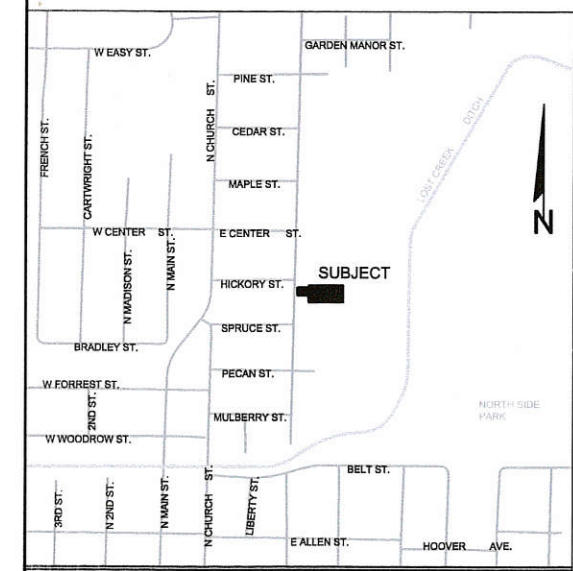 GARDEN MANOR ST.
W EASY ST.
PINE ST.
N CHURCH ST.
FRENCH ST.
CARTWRIGHT ST.
CEDAR ST.
LOST CREEK DITCH
MAPLE ST.
W CENTER ST.
E CENTER ST.
N
N MADISON ST.
N MAIN ST.
SUBJECT
HICKORY ST.
SPRUCE ST.
BRADLEY ST.
PECAN ST.
W FORREST ST.
2ND ST.
NORTH SIDE
PARK
MULBERRY ST.
W WOODROW ST.
BELT ST.
3RD ST.
N 2ND ST.
N MAIN ST.
N CHURCH ST.
LIBERTY ST.
E ALLEN ST.
HOOVER AVE.